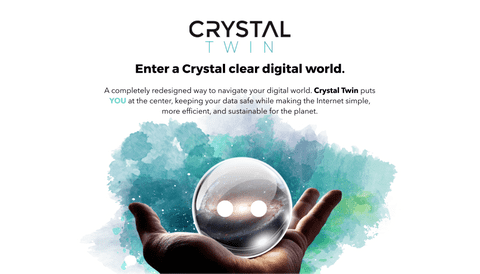 CRYSTAL
TWIN
Enter a Crystal clear digital world.
A completely redesigned way to navigate your digital world. Crystal Twin puts
YOU at the center, keeping your data safe while making the Internet simple,
more efficient, and sustainable for the planet.